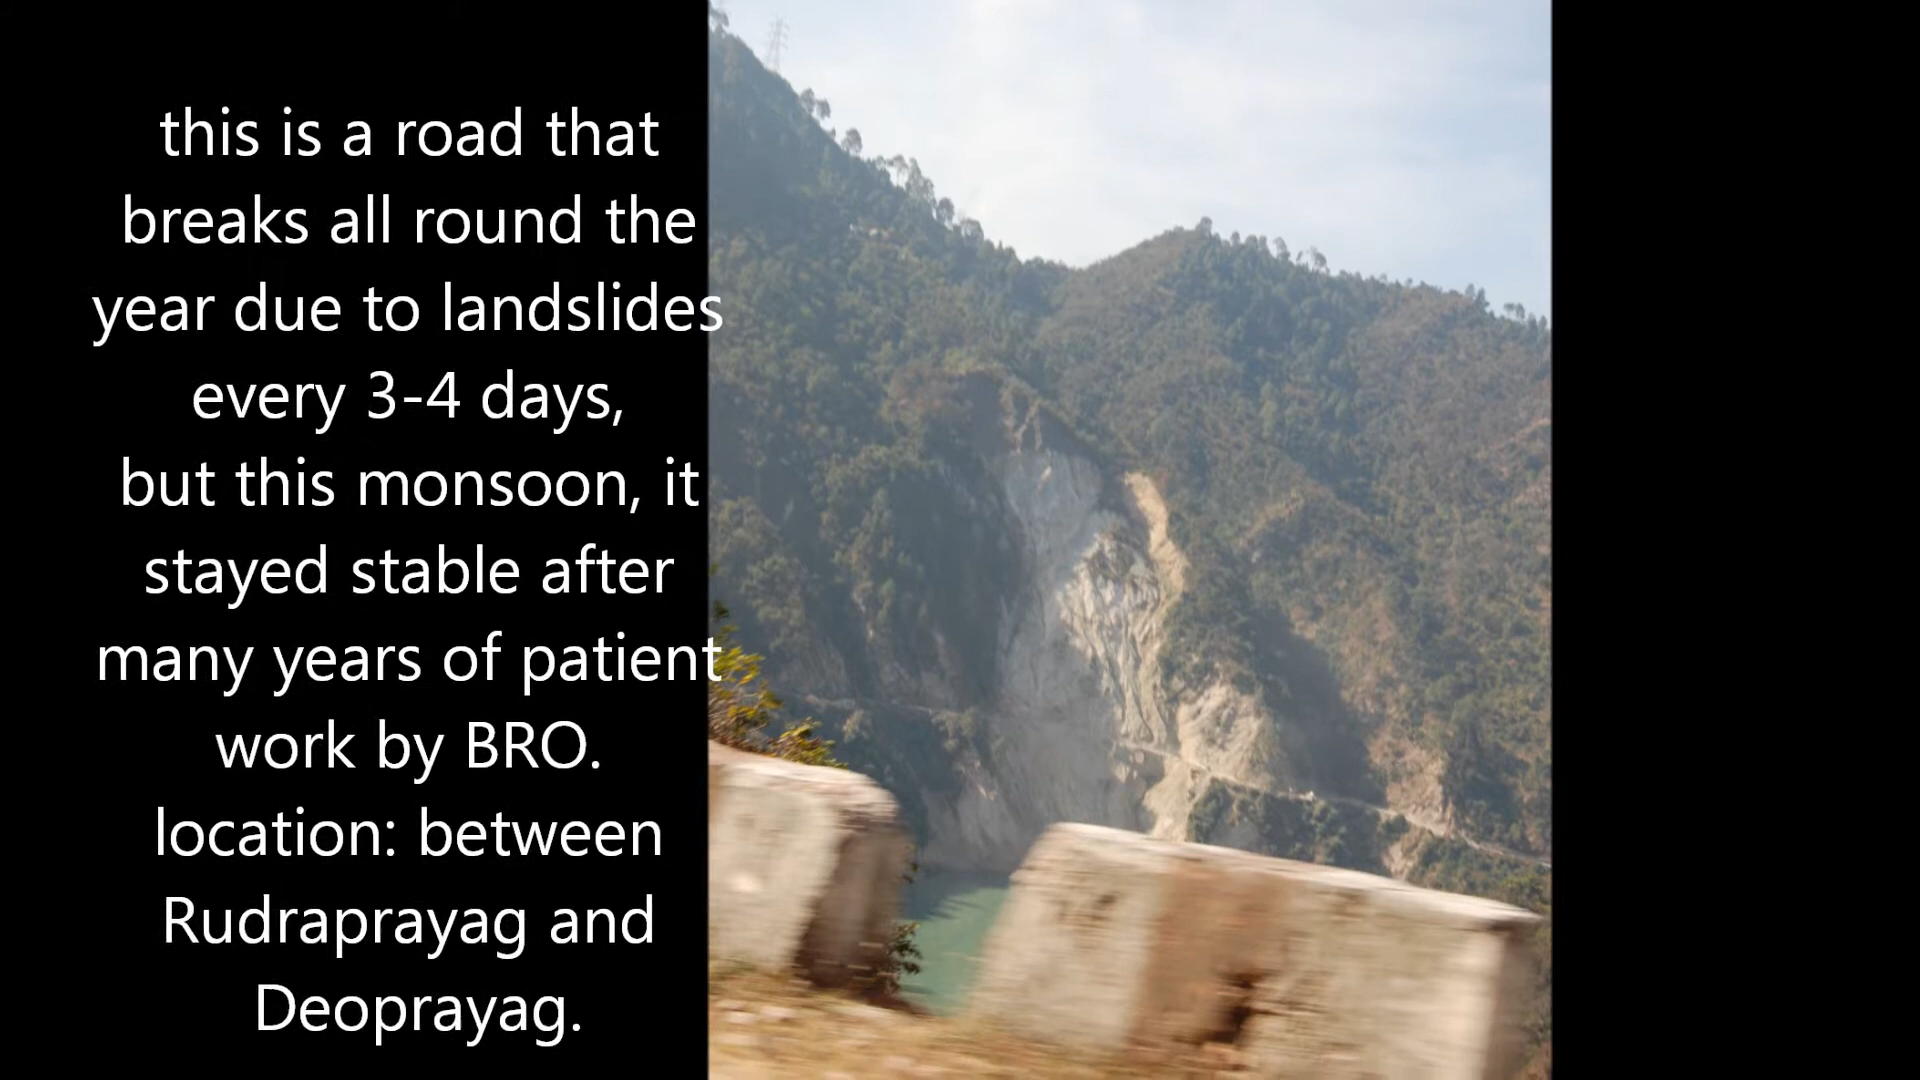 this is a road that
breaks all round the
year due to landslides
every 3-4 days,
but this monsoon, it
stayed stable after
many years of patient
work by BRO.
location: between
Rudraprayag and
Deoprayag.